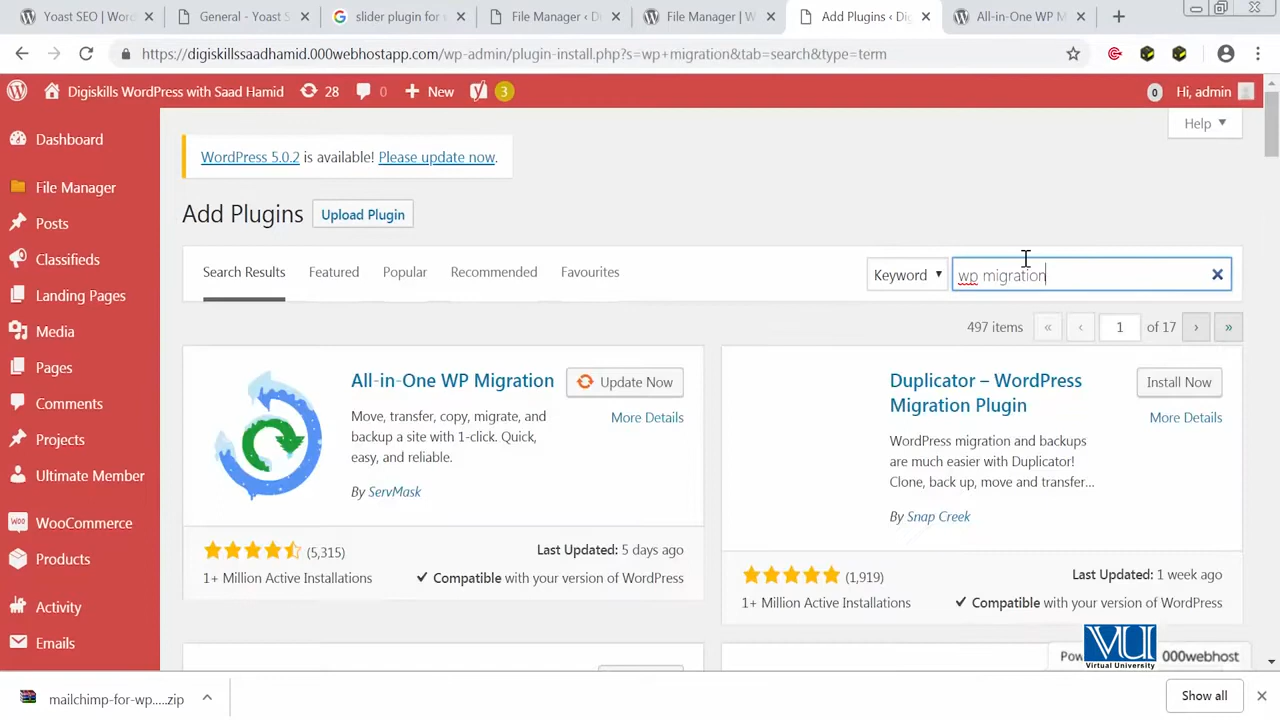 Yoast SEO | Word
General - Yoast S
slider plugin for
File Manager ‹ Di
File Manager | W
Add Plugins ‹ Dig
All-in-One WP M
https://digiskillssaadhamid.000webhostapp.com/wp-admin/plugin-install.php?s=wp+migration&tab=search&type=term
Digiskills WordPress with Saad Hamid
28
0
New
3
0
Hi, admin
Dashboard
File Manager
Posts
Classifieds
Landing Pages
Media
Pages
Comments
Projects
Ultimate Member
WooCommerce
Products
Activity
Emails
Help ▼
WordPress 5.0.2 is available! Please update now.
Add Plugins
Upload Plugin
Search Results
Featured
Popular
Recommended
Favourites
Keyword ▼
wp migration
497 items
« ‹ 1 of 17 › »
All-in-One WP Migration
Update Now
More Details
Move, transfer, copy, migrate, and
backup a site with 1-click. Quick,
easy, and reliable.
By ServMask
(5,315)
1+ Million Active Installations
Last Updated: 5 days ago
✓ Compatible with your version of WordPress
Duplicator – WordPress
Migration Plugin
Install Now
More Details
WordPress migration and backups
are much easier with Duplicator!
Clone, back up, move and transfer…
By Snap Creek
(1,919)
1+ Million Active Installations
Last Updated: 1 week ago
✓ Compatible with your version of WordPress
VU
Virtual University
Pow
000webhost
mailchimp-for-wp.....zip
Show all